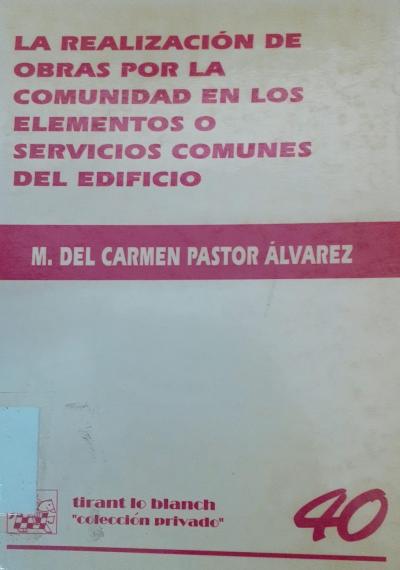 LA REALIZACIÓN DE
OBRAS POR LA
COMUNIDAD EN LOS
ELEMENTOS O
SERVICIOS COMUNES
DEL EDIFICIO
M. DEL CARMEN PASTOR ÁLVAREZ
tirant lo blanch
"colección privado"
40